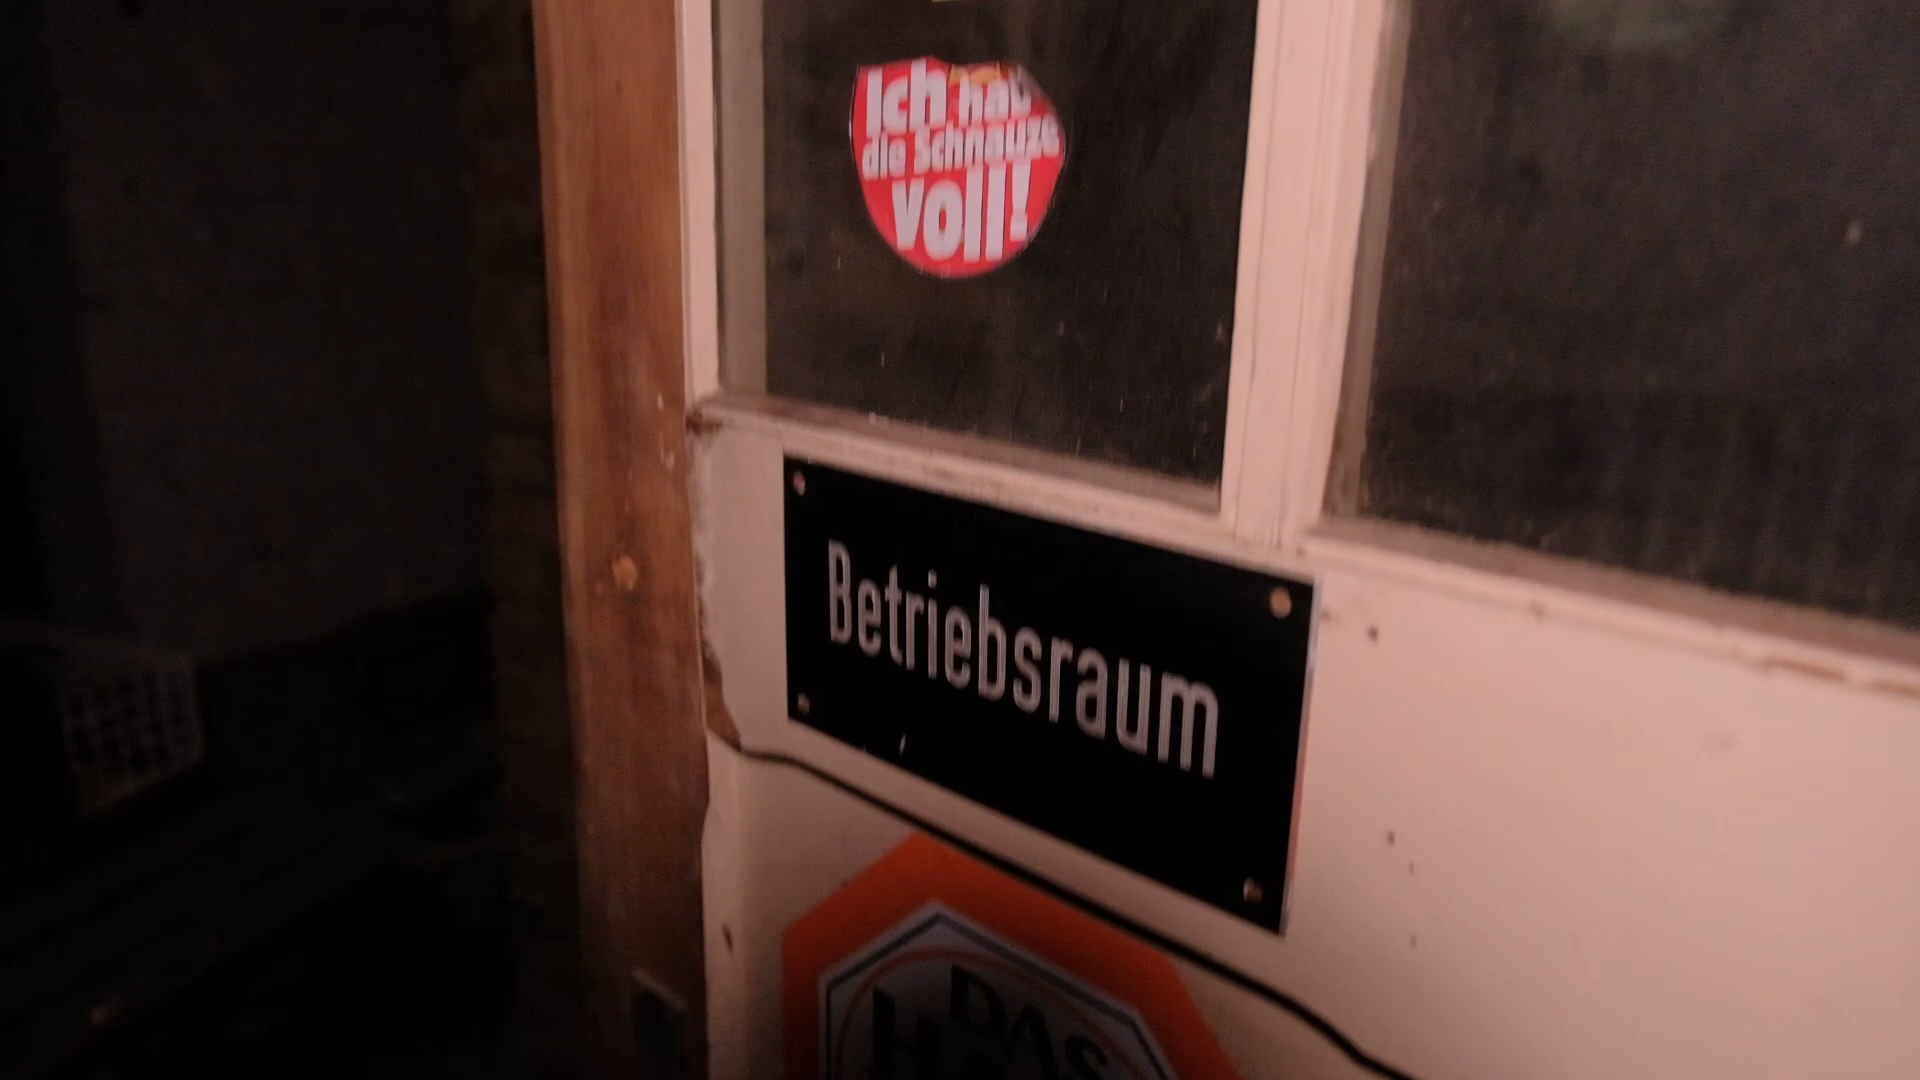 Ich hab
die Schnauze
voll!
Betriebsraum
DAS